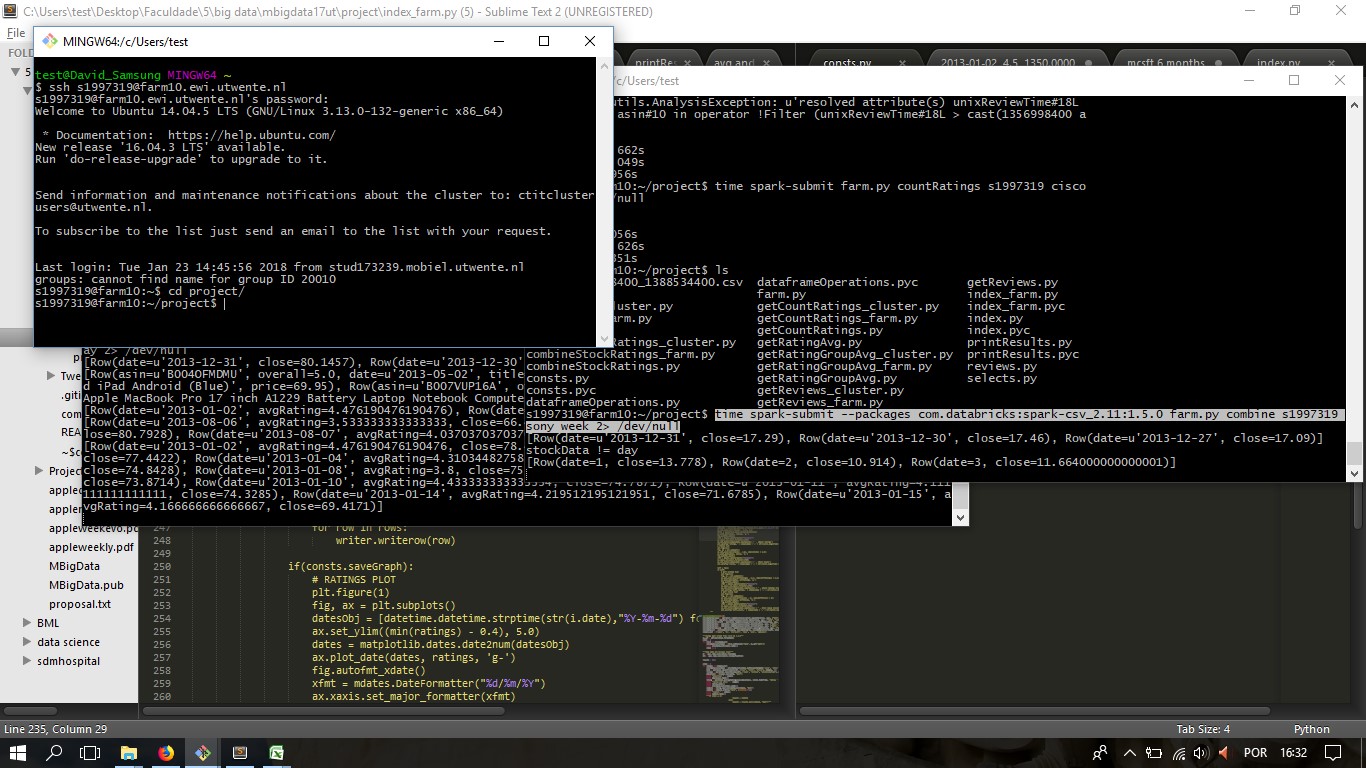 C:\Users\test\Desktop\Faculdade\5\big data\mbigdata17ut\project\index_farm.py (5) - Sublime Text 2 (UNREGISTERED)
File
FOL
5
MINGW64:/c/Users/test
test@David_Samsung MINGW64 ~
$ ssh s1997319@farm10.ewi.utwente.nl
s1997319@farm10.ewi.utwente.nl's password:
Welcome to Ubuntu 14.04.5 LTS (GNU/Linux 3.13.0-132-generic x86_64)
* Documentation: https://help.ubuntu.com/
New release '16.04.3 LTS' available.
Run 'do-release-upgrade' to upgrade to it.
Send information and maintenance notifications about the cluster to: ctitcluster
users@utwente.nl.
To subscribe to the list just send an email to the list with your request.
Last login: Tue Jan 23 14:45:56 2018 from stud173239.mobiel.utwente.nl
groups: cannot find name for group ID 20010
s1997319@farm10:~$ cd project/
s1997319@farm10:~/project$
printRe
avg and
consts.py
2013-01-02_4.5_1350.0000
mcsft 6 months
index.py
/c/Users/test
utils.AnalysisException: u'resolved attribute(s) unixReviewTime#18L
asin#10 in operator !Filter (unixReviewTime#18L > cast(1356998400 a
662s
049s
956s
rm10:~/project$ time spark-submit farm.py countRatings s1997319 cisco
/null
056s
626s
351s
rm10:~/project$ ls
8400_1388534400.csv dataframeOperations.pyc getReviews.py
farm.py index_farm.py
uster.py getCountRatings_cluster.py index_farm.pyc
rm.py getCountRatings_farm.py index.py
getCountRatings.py index.pyc
Ratings_cluster.py getRatingAvg.py printResults.py
combineStockRatings_farm.py getRatingGroupAvg_cluster.py printResults.pyc
combineStockRatings.py getRatingGroupAvg_farm.py reviews.py
consts.py getRatingGroupAvg.py selects.py
consts.pyc getReviews_cluster.py
dataframeOperations.py getReviews_farm.py
s1997319@farm10:~/project$ time spark-submit --packages com.databricks:spark-csv_2.11:1.5.0 farm.py combine s1997319
sony week 2> /dev/null
[Row(date=u'2013-12-31', close=17.29), Row(date=u'2013-12-30', close=17.46), Row(date=u'2013-12-27', close=17.09)]
stockData != day
[Row(date=1, close=13.778), Row(date=2, close=10.914), Row(date=3, close=11.664000000000001)]
ay 2> /dev/null
[Row(date=u'2013-12-31', close=80.1457), Row(date=u'2013-12-30'
[Row(asin=u'B004OFMDMU', overall=5.0, date=u'2013-05-02', title
d iPad Android (Blue)', price=69.95), Row(asin=u'B007VUP16A', o
Apple MacBook Pro 17 inch A1229 Battery Laptop Notebook Compute
[Row(date=u'2013-01-02', avgRating=4.476190476190476), Row(date
date=u'2013-08-06', avgRating=3.533333333333333, close=66.
lose=80.7928), Row(date=u'2013-08-07', avgRating=4.037037037037
[Row(date=u'2013-01-02', avgRating=4.476190476190476, close=78.
77.4422), Row(date=u'2013-01-04', avgRating=4.31034482758
74.8428), Row(date=u'2013-01-08', avgRating=3.8, close=75
73.8714), Row(date=u'2013-01-10', avgRating=4.43333333333334, close=74.7871), Row(date=u'2013-01-11', avgRating=4.111
11111111111, close=74.3285), Row(date=u'2013-01-14', avgRating=4.219512195121951, close=71.6785), Row(date=u'2013-01-15', a
vgRating=4.166666666666667, close=69.4171)]
Twe
.giti
com
REA
~$co
Project
applec
appler
appleweekevo.pd
appleweekly.pdf
MBigData
MBigData.pub
proposal.txt
BML
data science
sdmhospital
247 for row in rows:
248 writer.writerow(row)
249
250 if(consts.saveGraph):
251 # RATINGS PLOT
252 plt.figure(1)
253 fig, ax = plt.subplots()
254 datesObj = [datetime.datetime.strptime(str(i.date),"%Y-%m-%d") fo
255 ax.set_ylim((min(ratings) - 0.4), 5.0)
256 dates = matplotlib.dates.date2num(datesObj)
257 ax.plot_date(dates, ratings, 'g-')
258 fig.autofmt_xdate()
259 xfmt = mdates.DateFormatter("%d/%m/%Y")
260 ax.xaxis.set_major_formatter(xfmt)
Line 235, Column 29
Tab Size: 4
Python
POR
16:32